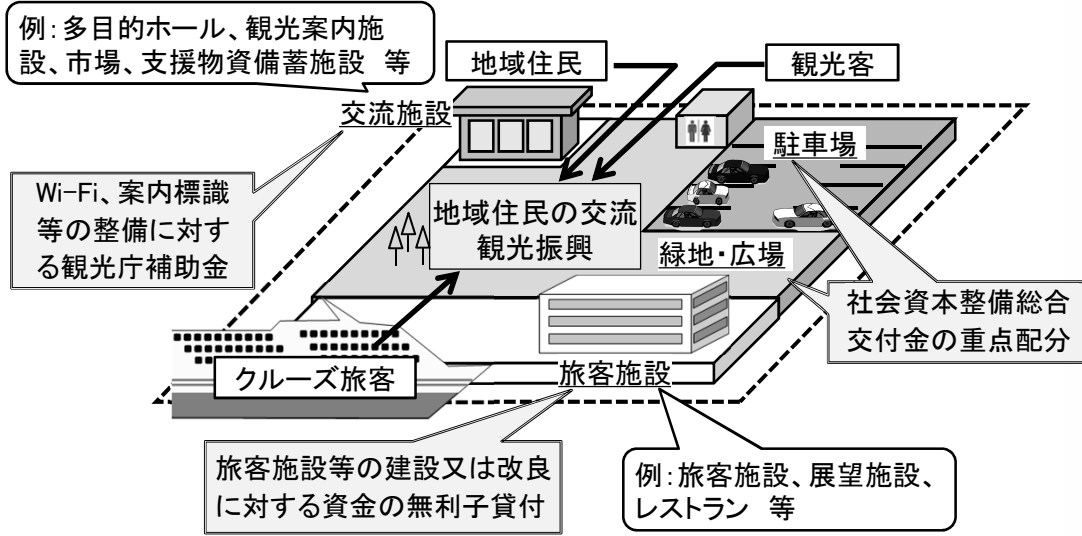 例：多目的ホール、観光案内施
設、市場、支援物資備蓄施設　等
地域住民
観光客
交流施設
駐車場
Wi-Fi、案内標識
等の整備に対す
る観光庁補助金
地域住民の交流
観光振興
緑地・広場
社会資本整備総合
交付金の重点配分
クルーズ旅客
旅客施設
旅客施設等の建設又は改良
に対する資金の無利子貸付
例：旅客施設、展望施設、
レストラン　等